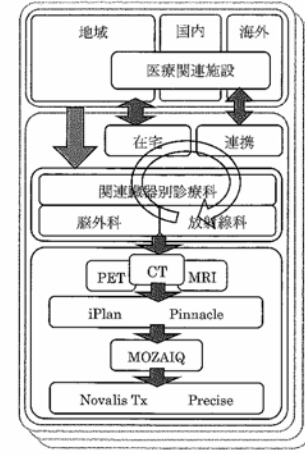 地域 国内 海外
医療関連施設
在宅 連携
関連臓器別診療科
脳外科 放射線科
PET CT MRI
iPlan Pinnacle
MOZAIQ
Novalis Tx Precise